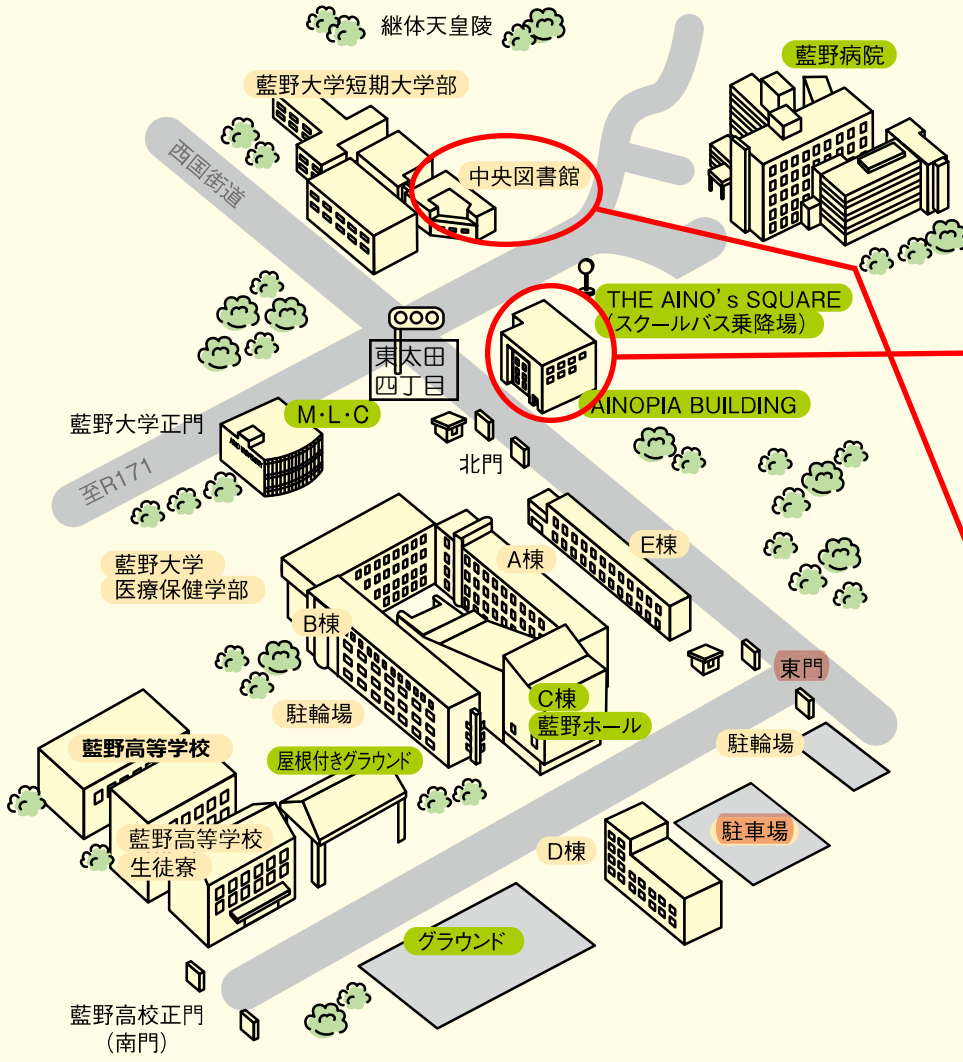 継体天皇陵
藍野病院
藍野大学短期大学部
西国街道
中央図書館
THE AINO's SQUARE
(スクールバス乗降場)
東太田
四丁目
AINOPIA BUILDING
M・L・C
藍野大学正門
至R171
北門
E棟
A棟
藍野大学
医療保健学部
B棟
東門
C棟
藍野ホール
駐輪場
駐輪場
藍野高等学校
屋根付きグラウンド
駐車場
藍野高等学校
生徒寮
D棟
グラウンド
藍野高校正門
(南門)